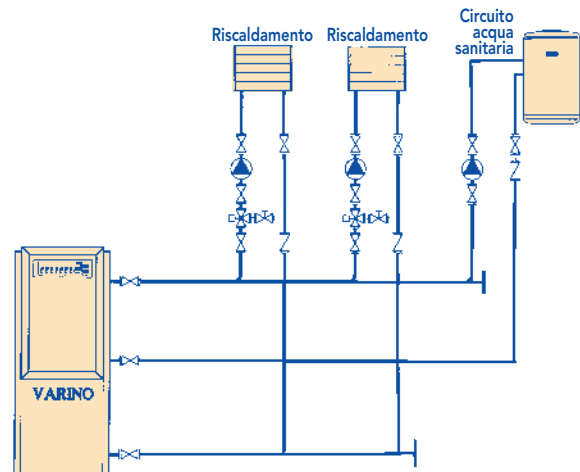 Riscaldamento
Riscaldamento
Circuito
acqua
sanitaria
VARINO